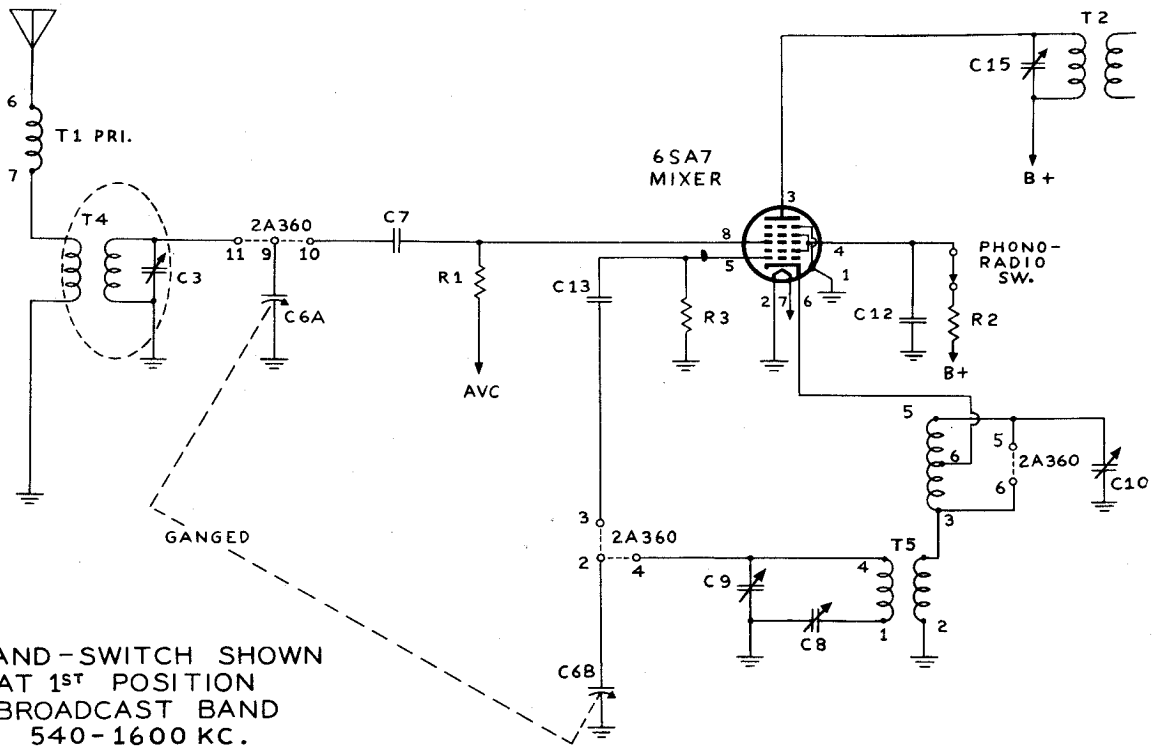 T2
C15
B+
6SA7
MIXER
6
T1 PRI.
7
T4
C3
2A360
11 9 10
C7
C6A
R1
AVC
C13
R3
3
8
5
4
1
2 7 6
C12
PHONO-
RADIO
SW.
R2
B+
5
6
3
5
2A360
6
C10
GANGED
3
2A360
2 4
C9
C8
T5
4
1
2
C6B
AND-SWITCH SHOWN
AT 1ST POSITION
BROADCAST BAND
540-1600 KC.